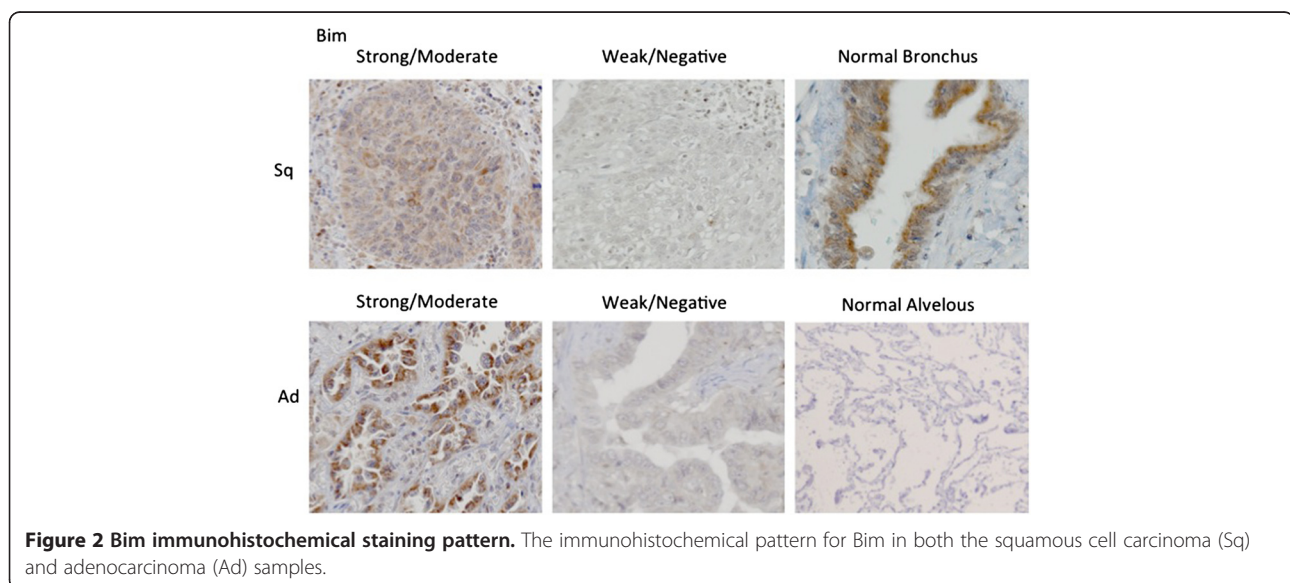 Bim
Strong/Moderate Weak/Negative Normal Bronchus
Sq
Strong/Moderate Weak/Negative Normal Alvelous
Ad
Figure 2 Bim immunohistochemical staining pattern. The immunohistochemical pattern for Bim in both the squamous cell carcinoma (Sq)
and adenocarcinoma (Ad) samples.